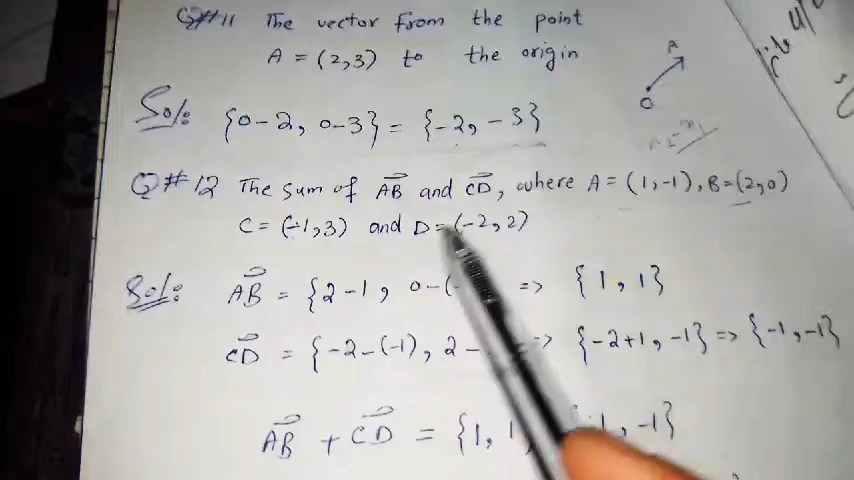 Q#11 The vector from the point
A = (2,3) to the origin
A
O
Sol: {0-2, 0-3} = {-2, -3}
Q#12 The sum of AB and CD, where A = (1,-1), B = (2,0)
C = (-1,3) and D = (-2,2)
Sol: AB = {2-1, 0-( => {1, 1}
CD = {-2-(-1), 2- => {-2+1, -1} => {-1, -1}
AB + CD = {1, 1 -1}